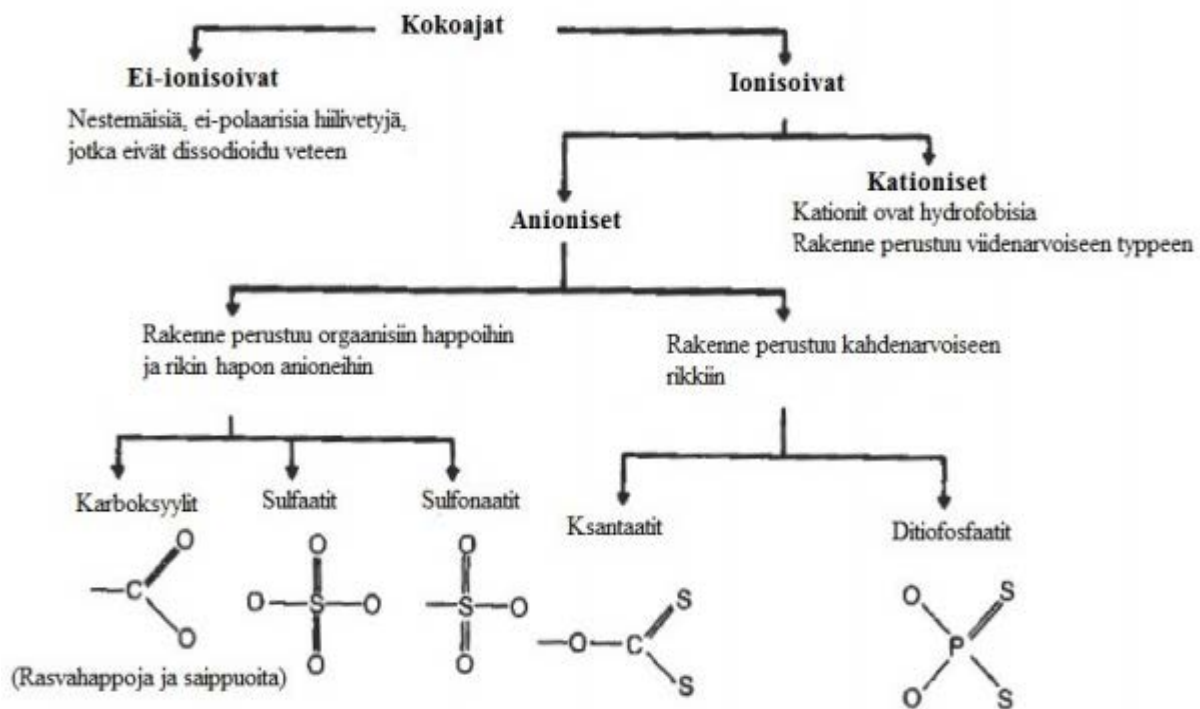 Kokoajat
Ei-ionisoivat
Ionisoivat
Nestemäisiä, ei-polaarisia hiilivetyjä,
jotka eivät dissodioidu veteen
Anioniset
Kationiset
Kationit ovat hydrofobisia
Rakenne perustuu viidenarvoiseen typpeen
Rakenne perustuu orgaanisiin happoihin
ja rikin hapon anioneihin
Rakenne perustuu kahdenarvoiseen
rikkiin
Karboksyylit
Sulfaatit
Sulfonaatit
Ksantaatit
Ditiofosfaatit
O
C
O
O
O S O
O
O
S O
O
S
O C
S
O S
P
O S
(Rasvahappoja ja saippuoita)